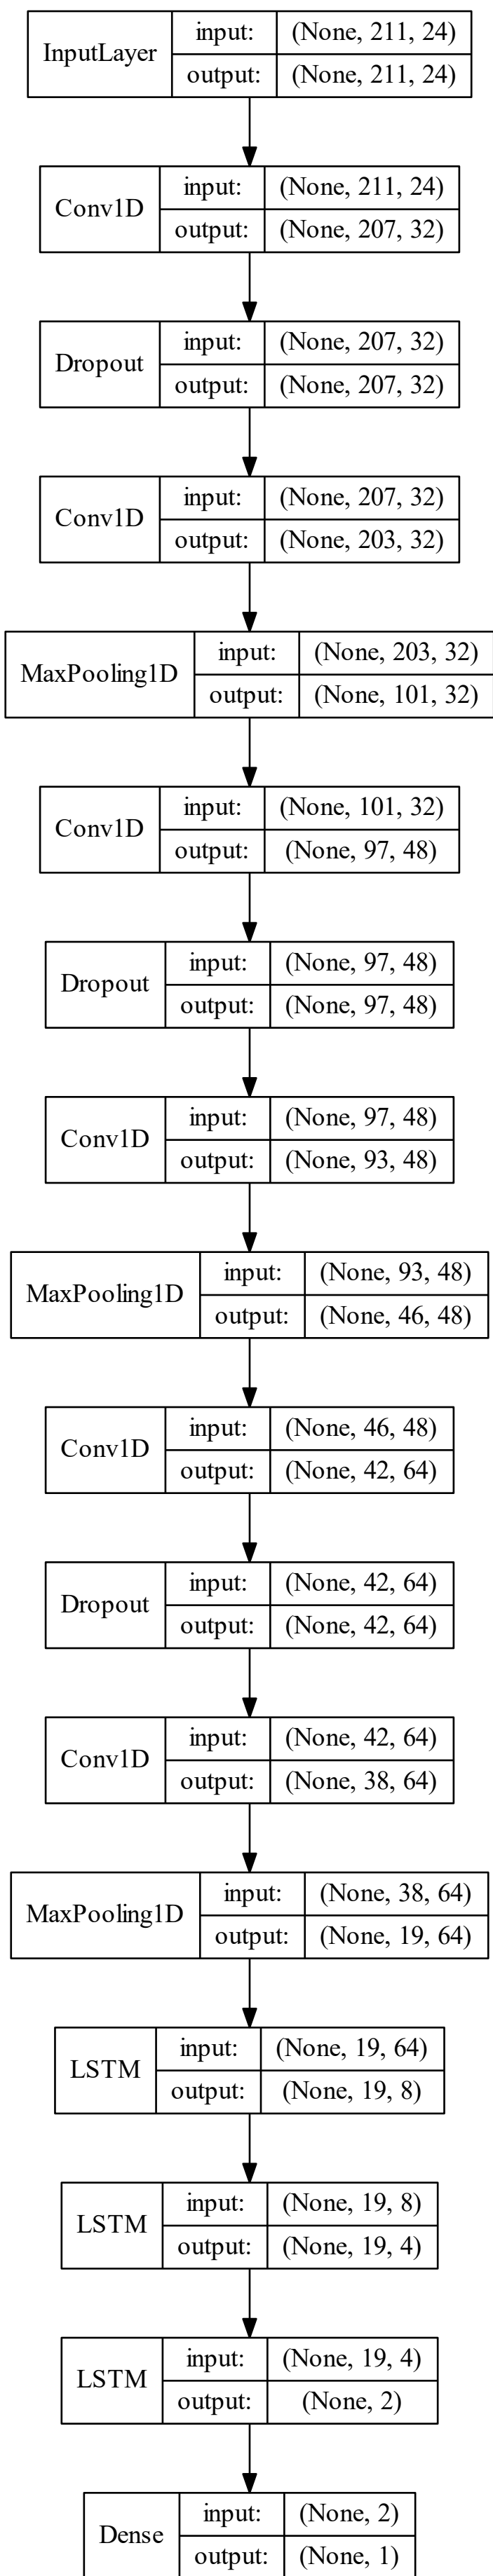 InputLayer input: (None, 211, 24)
output: (None, 211, 24)
Conv1D input: (None, 211, 24)
output: (None, 207, 32)
Dropout input: (None, 207, 32)
output: (None, 207, 32)
Conv1D input: (None, 207, 32)
output: (None, 203, 32)
MaxPooling1D input: (None, 203, 32)
output: (None, 101, 32)
Conv1D input: (None, 101, 32)
output: (None, 97, 48)
Dropout input: (None, 97, 48)
output: (None, 97, 48)
Conv1D input: (None, 97, 48)
output: (None, 93, 48)
MaxPooling1D input: (None, 93, 48)
output: (None, 46, 48)
Conv1D input: (None, 46, 48)
output: (None, 42, 64)
Dropout input: (None, 42, 64)
output: (None, 42, 64)
Conv1D input: (None, 42, 64)
output: (None, 38, 64)
MaxPooling1D input: (None, 38, 64)
output: (None, 19, 64)
LSTM input: (None, 19, 64)
output: (None, 19, 8)
LSTM input: (None, 19, 8)
output: (None, 19, 4)
LSTM input: (None, 19, 4)
output: (None, 2)
Dense input: (None, 2)
output: (None, 1)